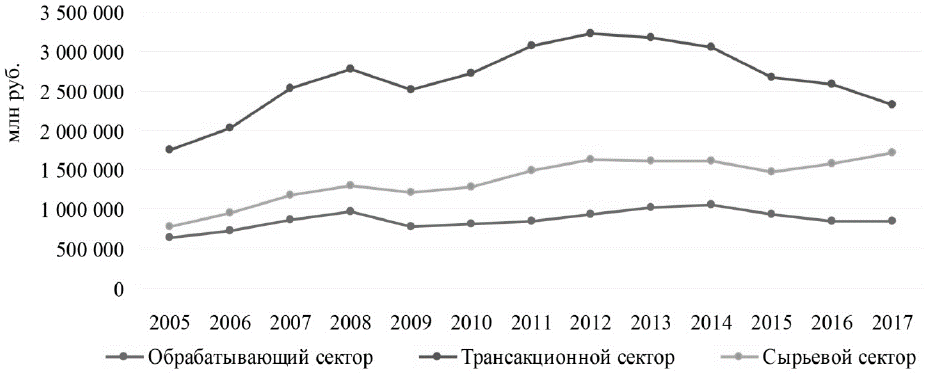 млн руб.
3 500 000
3 000 000
2 500 000
2 000 000
1 500 000
1 000 000
500 000
0
2005 2006 2007 2008 2009 2010 2011 2012 2013 2014 2015 2016 2017
Обрабатывающий сектор Трансакционной сектор Сырьевой сектор